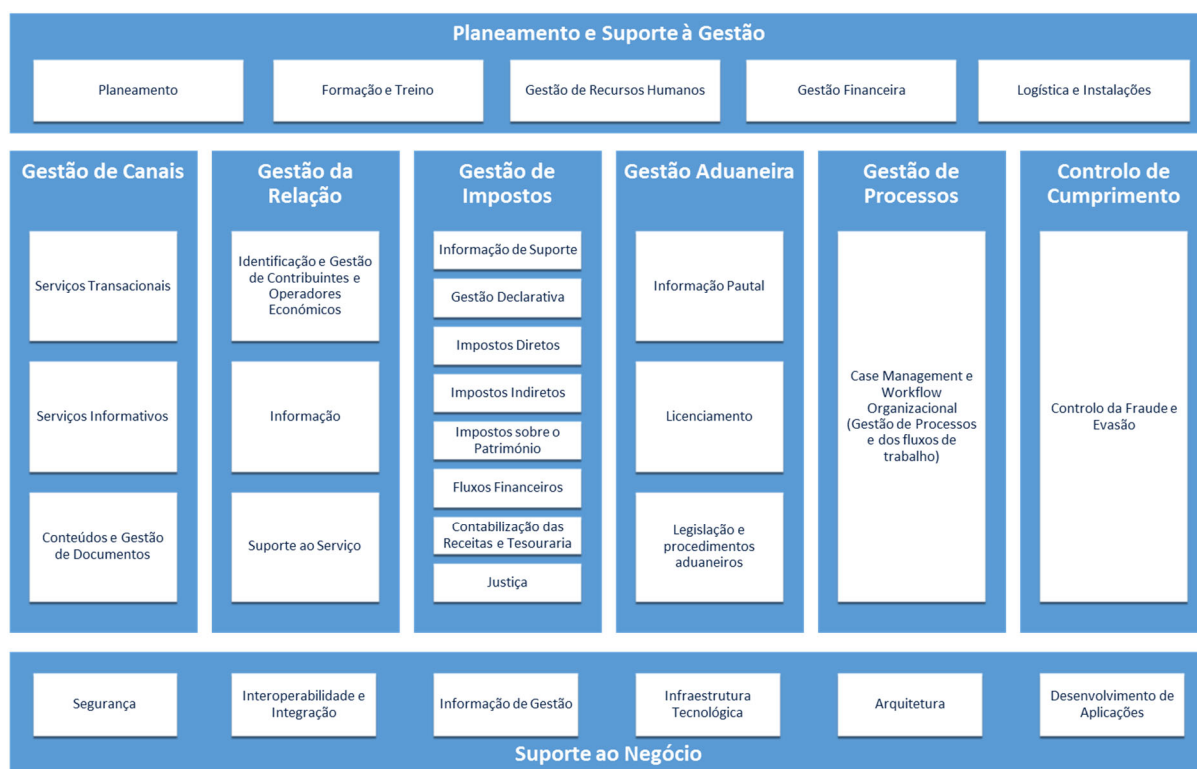 Planeamento e Suporte à Gestão
Planeamento
Formação e Treino
Gestão de Recursos Humanos
Gestão Financeira
Logística e Instalações
Gestão de Canais
Serviços Transacionais
Serviços Informativos
Conteúdos e Gestão
de Documentos
Gestão da
Relação
Identificação e Gestão
de Contribuintes e
Operadores
Económicos
Informação
Suporte ao Serviço
Gestão de
Impostos
Informação de Suporte
Gestão Declarativa
Impostos Diretos
Impostos Indiretos
Impostos sobre o
Património
Fluxos Financeiros
Contabilização das
Receitas e Tesouraria
Justiça
Gestão Aduaneira
Informação Pautal
Licenciamento
Legislação e
procedimentos
aduaneiros
Gestão de
Processos
Case Management e
Workflow
Organizacional
(Gestão de Processos
e dos fluxos de
trabalho)
Controlo de
Cumprimento
Controlo da Fraude e
Evasão
Segurança
Interoperabilidade e
Integração
Informação de Gestão
Infraestrutura
Tecnológica
Arquitetura
Desenvolvimento de
Aplicações
Suporte ao Negócio